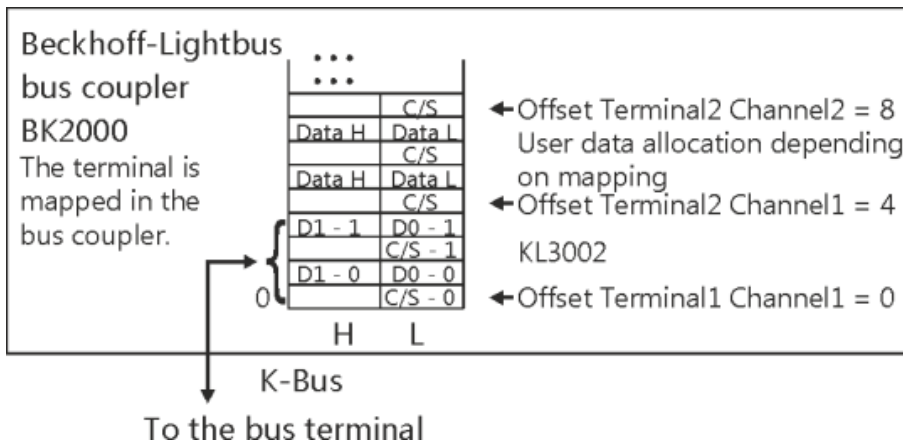 Beckhoff-Lightbus
bus coupler
BK2000
The terminal is
mapped in the
bus coupler.
C/S
Data H Data L
C/S
Data H Data L
C/S
D1 - 1 D0 - 1
C/S - 1
D1 - 0 D0 - 0
0 C/S - 0
H L
Offset Terminal2 Channel2 = 8
User data allocation depending
on mapping
Offset Terminal2 Channel1 = 4
KL3002
Offset Terminal1 Channel1 = 0
K-Bus
To the bus terminal